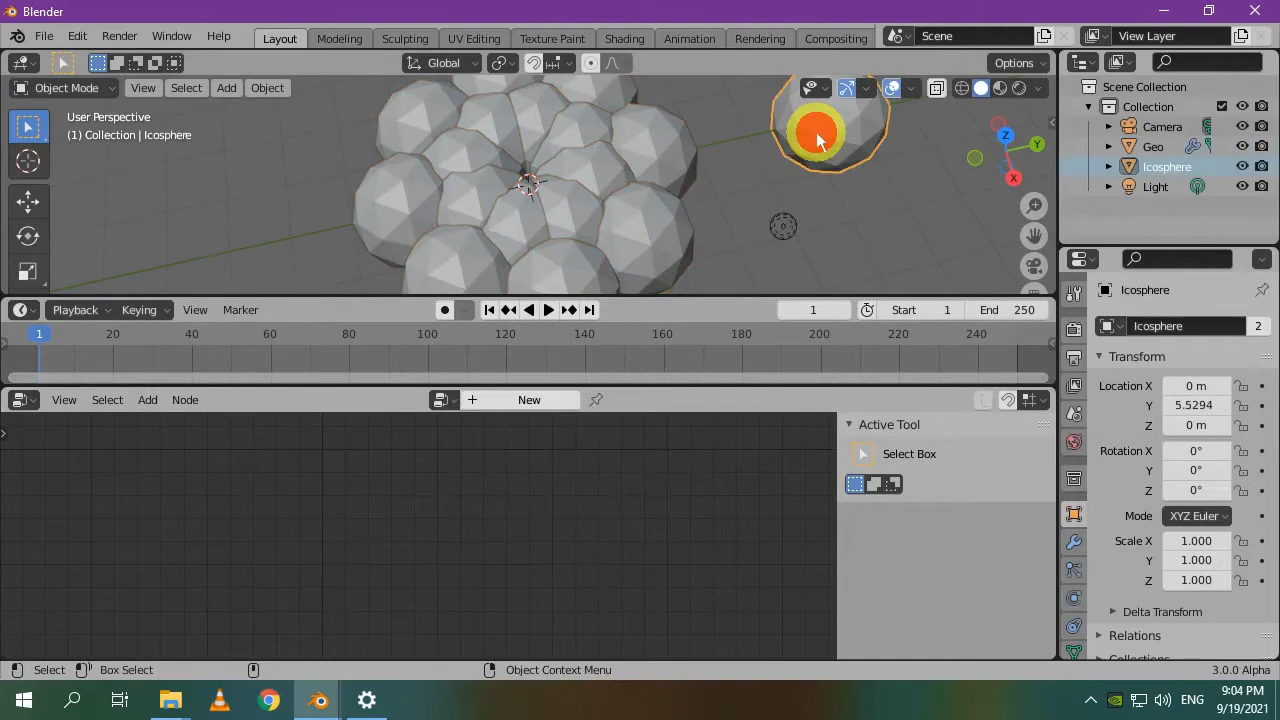 Blender
File Edit Render Window Help Layout Modeling Sculpting UV Editing Texture Paint Shading Animation Rendering Compositing Scene View Layer
Global Options
Object Mode View Select Add Object
User Perspective
(1) Collection | Icosphere
Z Y X
Scene Collection
Collection
Camera
Geo
Icosphere
Light
Playback Keying View Marker 1 Start 1 End 250
1 20 40 60 80 100 120 140 160 180 200 220 240
View Select Add Node New
Active Tool
Select Box
Icosphere
Icosphere 2
Transform
Location X 0 m
Y 5.5294
Z 0 m
Rotation X 0°
Y 0°
Z 0°
Mode XYZ Euler
Scale X 1.000
Y 1.000
Z 1.000
Delta Transform
Relations
Select Box Select Object Context Menu 3.0.0 Alpha
ENG 9:04 PM
9/19/2021